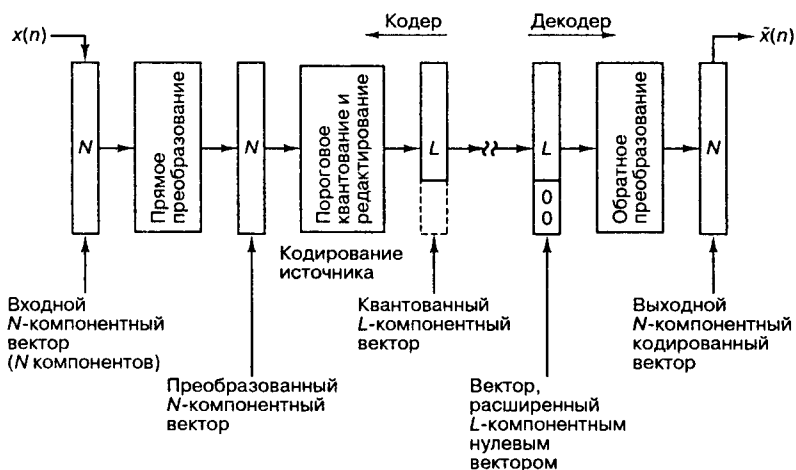 x(n)
Кодер
Декодер
x̃(n)
N
Прямое
преобразование
N
Пороговое
квантование и
редактирование
L
L
0
0
Обратное
преобразование
N
Кодирование
источника
Входной
N-компонентный
вектор
(N компонентов)
Преобразованный
N-компонентный
вектор
Квантованный
L-компонентный
вектор
Вектор,
расширенный
L-компонентным
нулевым
вектором
Выходной
N-компонентный
кодированный
вектор